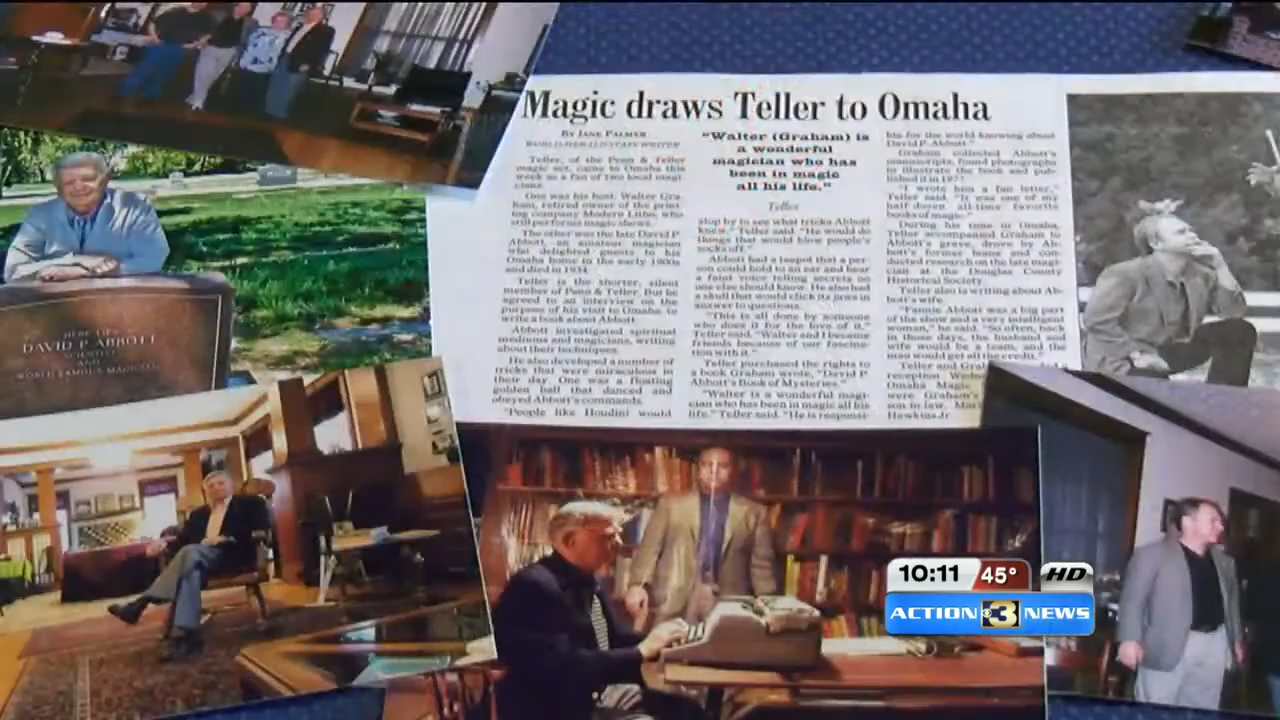 Magic draws Teller to Omaha
BY JANE PALMER
WORLD-HERALD STAFF WRITER
Teller, of the Penn & Teller
magic act, came to Omaha this
week as a fan of two local magi-
cians.
One was his host, Walter Gra-
ham, retired owner of the print-
ing company Modern Litho, who
still performs magic shows.
The other was the late David P.
Abbott, an amateur magician
who delighted guests to his
Omaha home in the early 1900s
and died in 1934.
Teller is the shorter, silent
member of Penn & Teller. But he
agreed to an interview on the
purpose of his visit to Omaha: to
write a book about Abbott.
Abbott investigated spiritual
mediums and magicians, writing
about their techniques.
He also developed a number of
tricks that were miraculous in
their day. One was a floating
golden ball that danced and
obeyed Abbott's commands.
"People like Houdini would
"Walter (Graham) is
a wonderful
magician who has
been in magic
all his life."
Teller
stop by to see what tricks Abbott
knew," Teller said. "He would do
things that would blow people's
socks off."
Abbott had a teapot that a per-
son could hold to an ear and hear
a faint voice telling secrets no
one else should know. He also had
a skull that would click its jaws in
answer to questions.
"This is all done by someone
who does it for the love of it,"
Teller said. "Walter and I became
friends because of our fascina-
tion with it."
Teller purchased the rights to
a book Graham wrote, "David P.
Abbott's Book of Mysteries."
"Walter is a wonderful magi-
cian who has been in magic all his
life," Teller said. "He is responsi-
ble for the world knowing about
David P. Abbott."
Graham collected Abbott's
manuscripts, found photographs
to illustrate the book and pub-
lished it in 1977.
"I wrote him a fan letter,"
Teller said. "It was one of my
half dozen all-time favorite
books of magic."
During his time in Omaha,
Teller accompanied Graham to
Abbott's grave, drove by Ab-
bott's former homes and con-
ducted research on the late magi-
cian at the Douglas County
Historical Society.
Teller also is writing about Ab-
bott's wife.
"Fannie Abbott was a big part
of the show and a very intelligent
woman," he said. "So often, back
in those days, the husband and
wife would be a team, and the
man would get all the credit."
Teller and Gra
reception Wedn
Omaha Magic
were Graham's
son-in-law, Mar
Hawkins Jr.
HERE LIES
DAVID P. ABBOTT
SCIENTIST
AND
WORLD FAMOUS MAGICIAN
10:11 45° HD
ACTION 3 NEWS